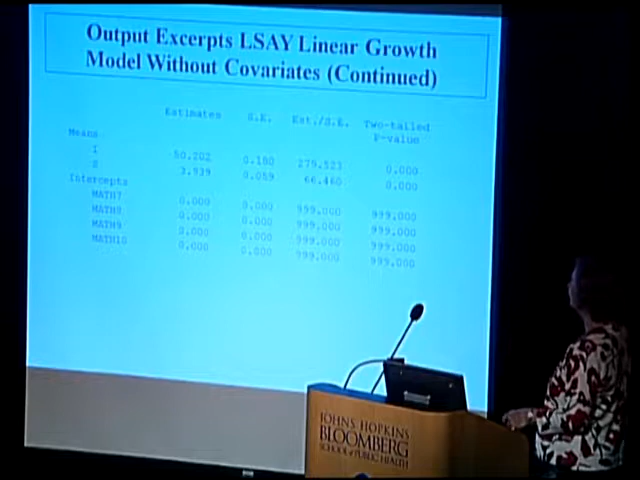 Output Excerpts LSAY Linear Growth
Model Without Covariates (Continued)
Estimates S.E. Est./S.E. Two-tailed
P-value
Means
I 50.202 0.180 279.523 0.000
S 3.939 0.059 66.460 0.000
Intercepts
MATH7 0.000 0.000 999.000 999.000
MATH8 0.000 0.000 999.000 999.000
MATH9 0.000 0.000 999.000 999.000
MATH10 0.000 0.000 999.000 999.000
JOHNS HOPKINS
BLOOMBERG
SCHOOL of PUBLIC HEALTH